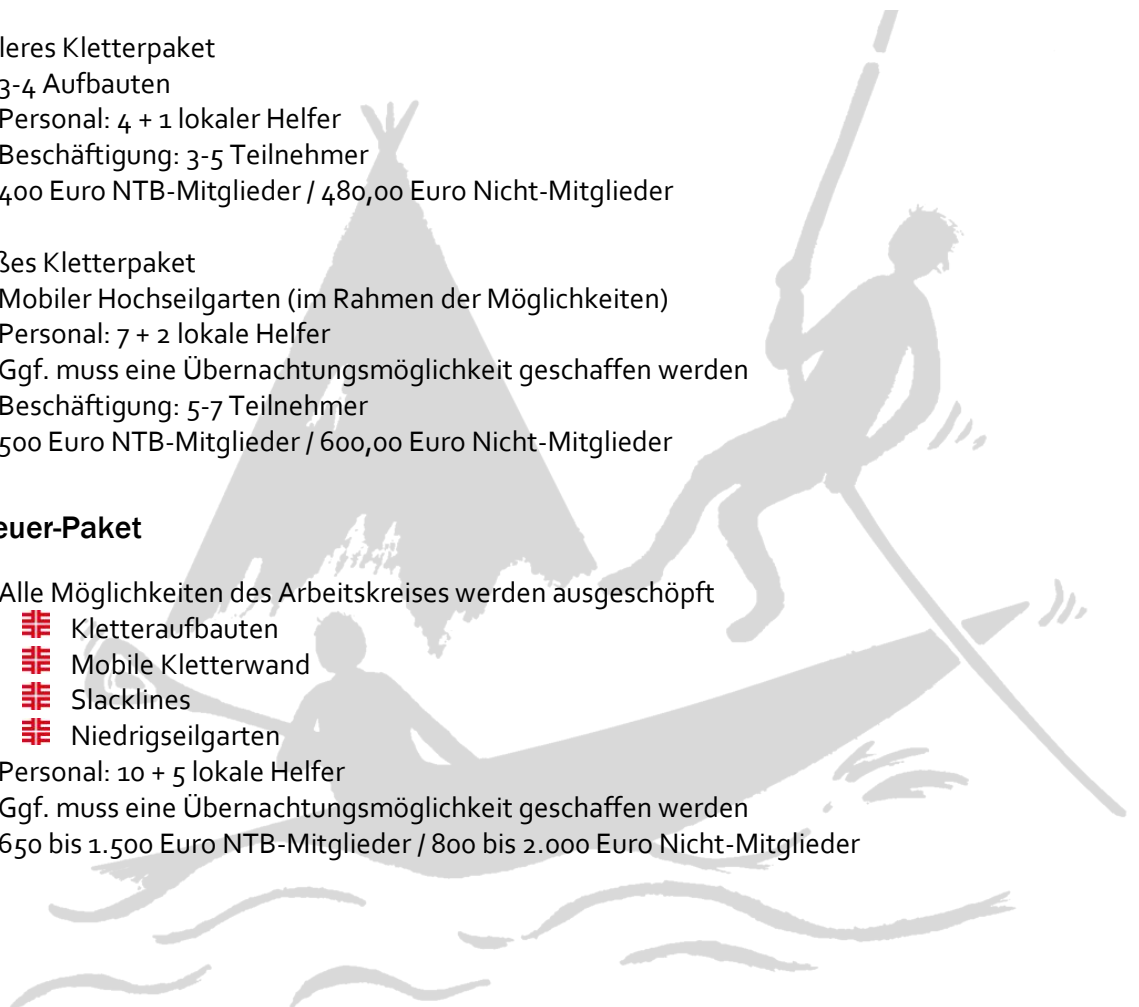 leres Kletterpaket
3-4 Aufbauten
Personal: 4 + 1 lokaler Helfer
Beschäftigung: 3-5 Teilnehmer
400 Euro NTB-Mitglieder / 480,00 Euro Nicht-Mitglieder
ßes Kletterpaket
Mobiler Hochseilgarten (im Rahmen der Möglichkeiten)
Personal: 7 + 2 lokale Helfer
Ggf. muss eine Übernachtungsmöglichkeit geschaffen werden
Beschäftigung: 5-7 Teilnehmer
500 Euro NTB-Mitglieder / 600,00 Euro Nicht-Mitglieder
euer-Paket
Alle Möglichkeiten des Arbeitskreises werden ausgeschöpft
Kletteraufbauten
Mobile Kletterwand
Slacklines
Niedrigseilgarten
Personal: 10 + 5 lokale Helfer
Ggf. muss eine Übernachtungsmöglichkeit geschaffen werden
650 bis 1.500 Euro NTB-Mitglieder / 800 bis 2.000 Euro Nicht-Mitglieder